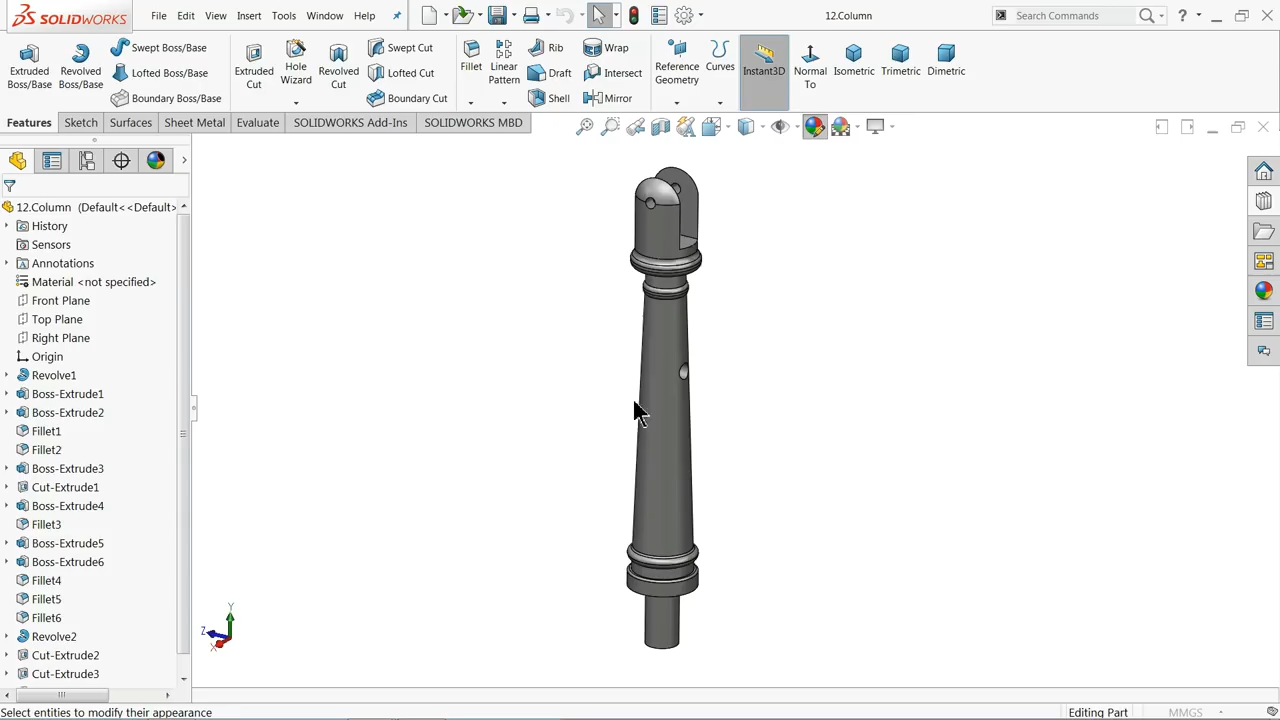 SOLIDWORKS File Edit View Insert Tools Window Help 12.Column Search Commands ?
Extruded Boss/Base
Revolved Boss/Base
Swept Boss/Base
Lofted Boss/Base
Boundary Boss/Base
Extruded Cut
Hole Wizard
Revolved Cut
Swept Cut
Lofted Cut
Boundary Cut
Fillet
Linear Pattern
Rib
Draft
Shell
Wrap
Intersect
Mirror
Reference Geometry
Curves
Instant3D
Normal To
Isometric
Trimetric
Dimetric
Features Sketch Surfaces Sheet Metal Evaluate SOLIDWORKS Add-Ins SOLIDWORKS MBD
12.Column (Default<<Default>
History
Sensors
Annotations
Material <not specified>
Front Plane
Top Plane
Right Plane
Origin
Revolve1
Boss-Extrude1
Boss-Extrude2
Fillet1
Fillet2
Boss-Extrude3
Cut-Extrude1
Boss-Extrude4
Fillet3
Boss-Extrude5
Boss-Extrude6
Fillet4
Fillet5
Fillet6
Revolve2
Cut-Extrude2
Cut-Extrude3
Y
Z
X
Select entities to modify their appearance Editing Part MMGS